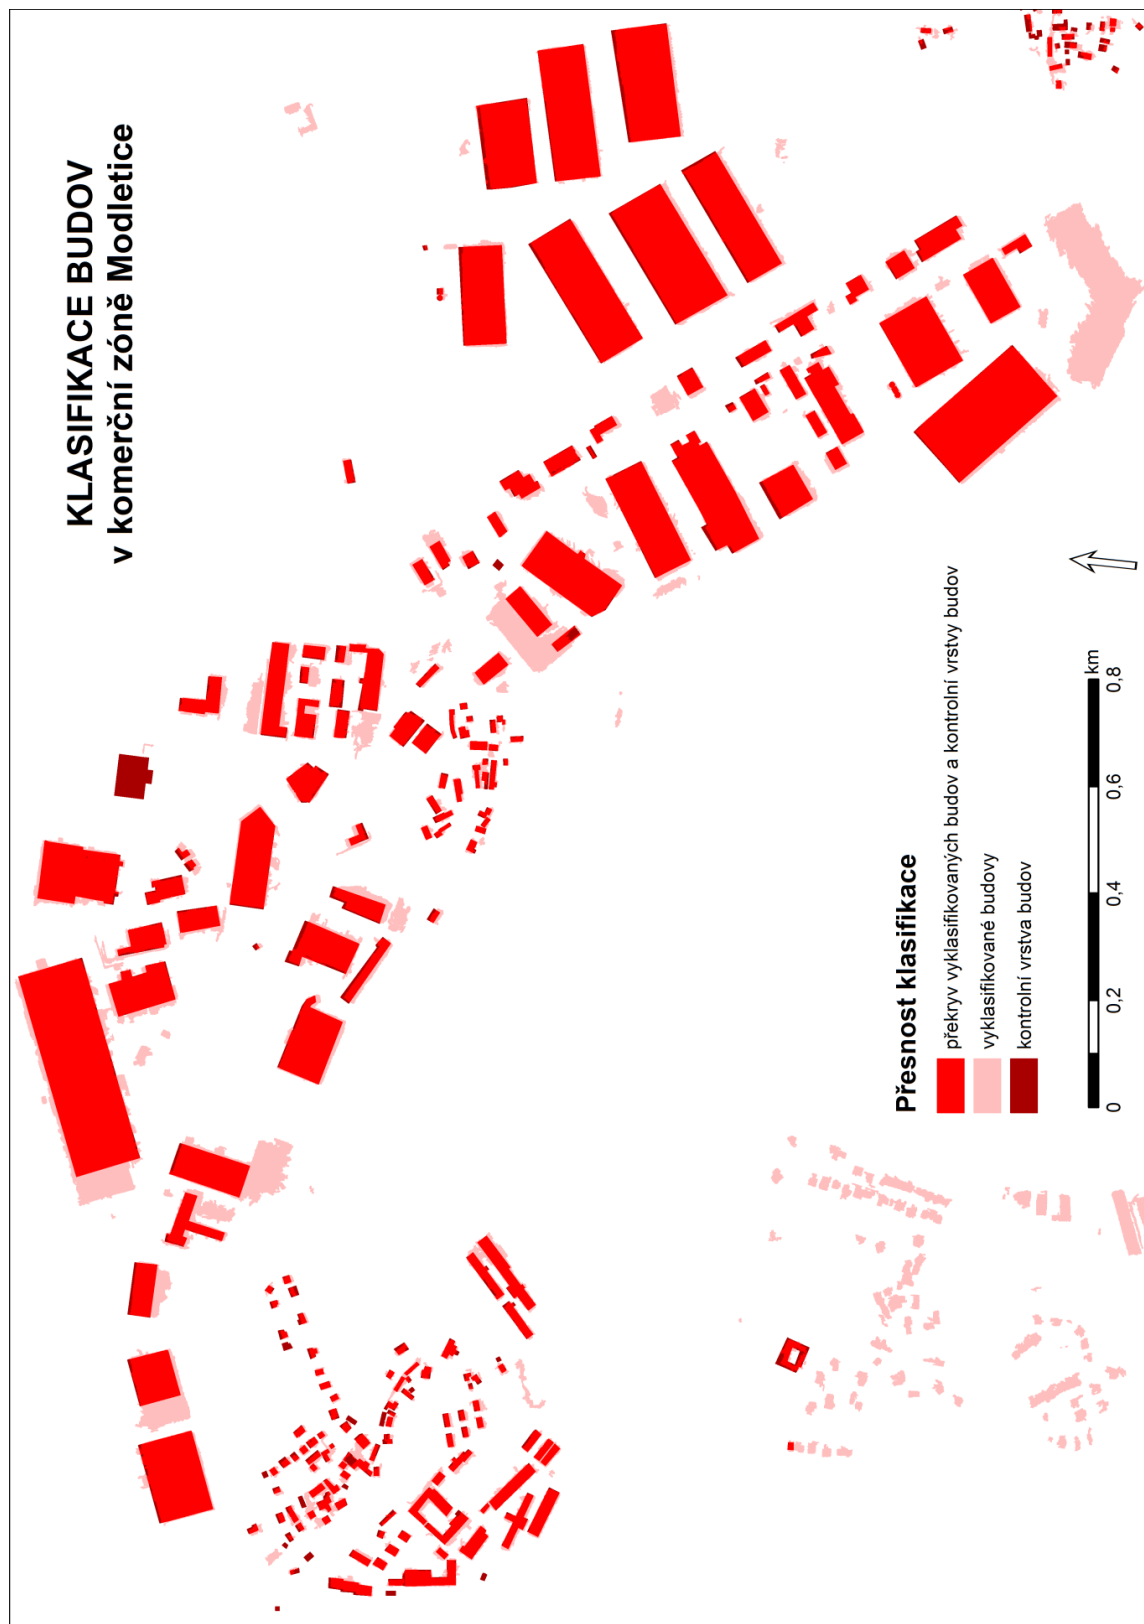 KLASIFIKACE BUDOV
v komerční zóně Modletice
Přesnost klasifikace
překryv vyklasifikovaných budov a kontrolní vrstvy budov
vyklasifikované budovy
kontrolní vrstva budov
km
0 0,2 0,4 0,6 0,8